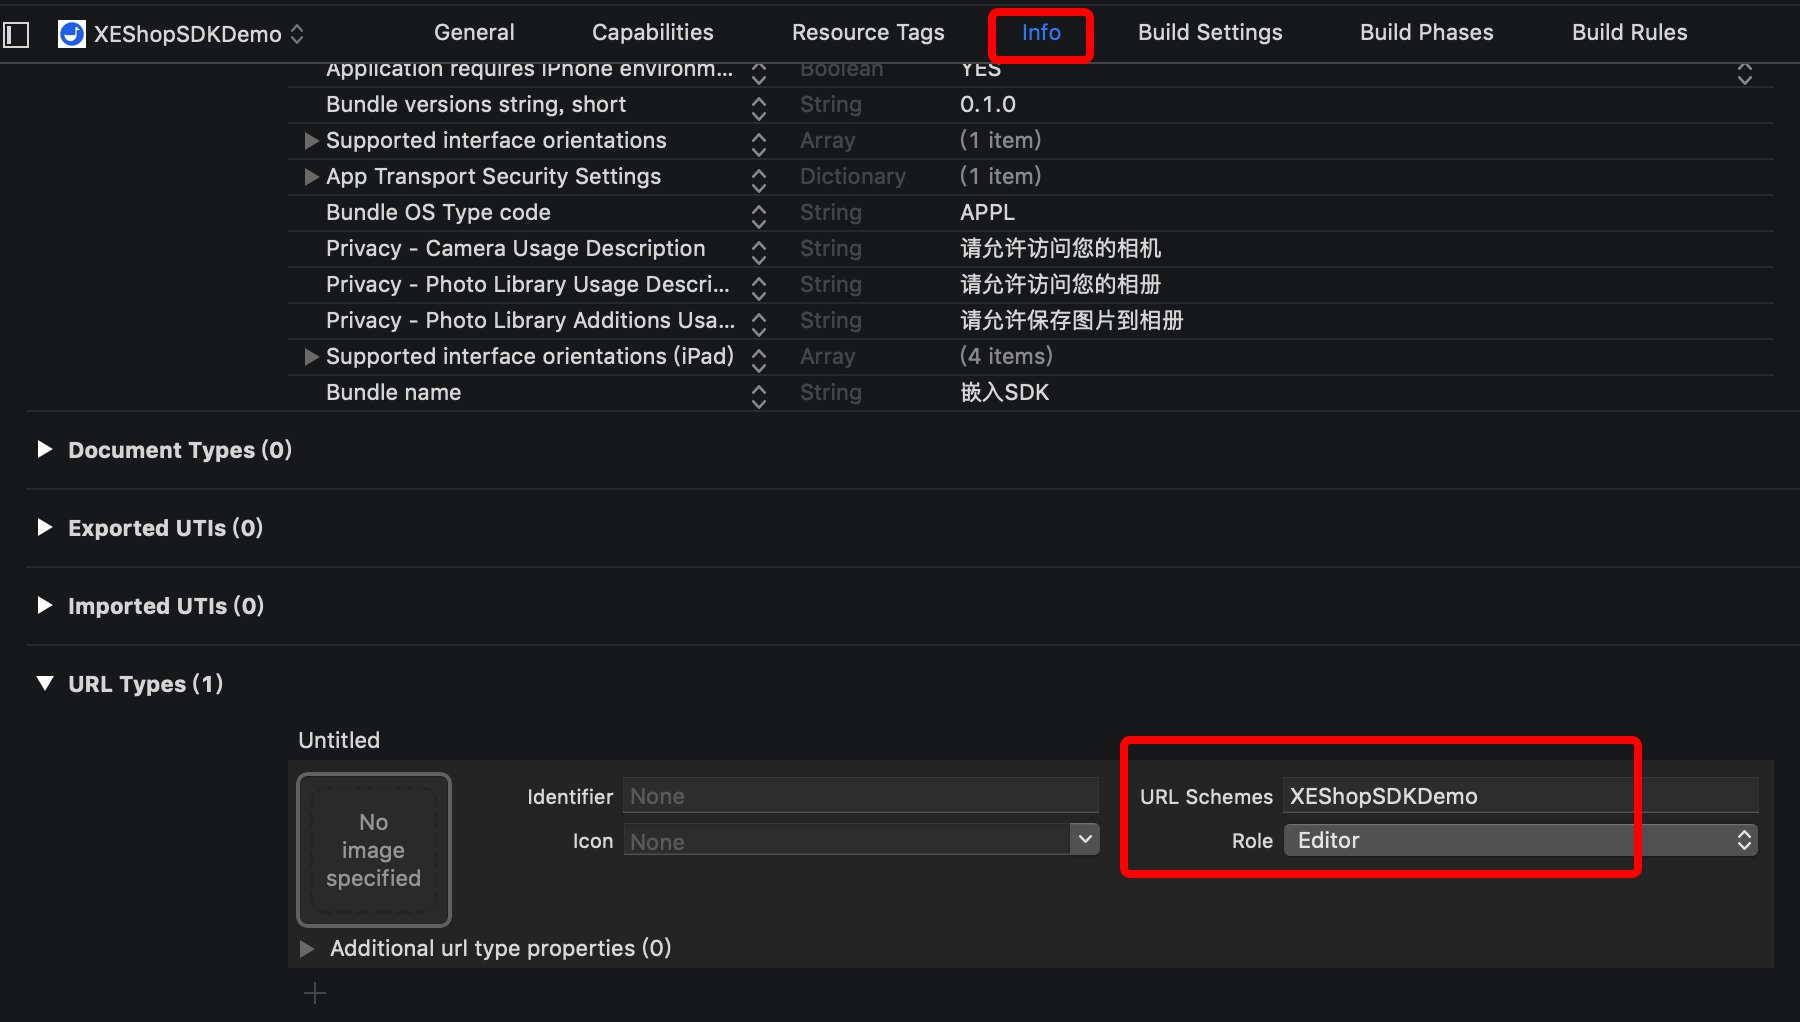 XEShopSDKDemo General Capabilities Resource Tags Info Build Settings Build Phases Build Rules
Application requires iPhone environm... Boolean YES
Bundle versions string, short String 0.1.0
Supported interface orientations Array (1 item)
App Transport Security Settings Dictionary (1 item)
Bundle OS Type code String APPL
Privacy - Camera Usage Description String 请允许访问您的相机
Privacy - Photo Library Usage Descri... String 请允许访问您的相册
Privacy - Photo Library Additions Usa... String 请允许保存图片到相册
Supported interface orientations (iPad) Array (4 items)
Bundle name String 嵌入SDK
Document Types (0)
Exported UTIs (0)
Imported UTIs (0)
URL Types (1)
Untitled
No
image
specified
Identifier None
Icon None
URL Schemes XEShopSDKDemo
Role Editor
Additional url type properties (0)